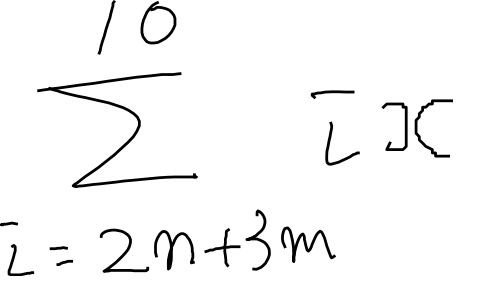 10
∑ ix
i = 2n+3m